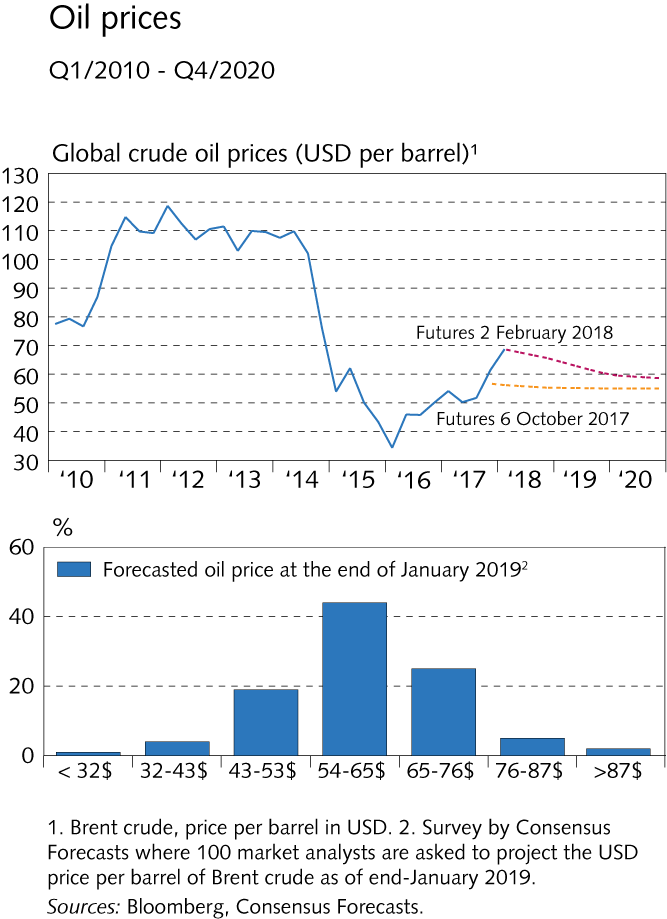 Oil prices
Q1/2010 - Q4/2020
Global crude oil prices (USD per barrel)¹
130
120
110
100
90
80
70
60
50
40
30
Futures 2 February 2018
Futures 6 October 2017
‘10 ‘11 ‘12 ‘13 ‘14 ‘15 ‘16 ‘17 ‘18 ‘19 ‘20
%
60
40
20
0
Forecasted oil price at the end of January 2019²
< 32$ 32-43$ 43-53$ 54-65$ 65-76$ 76-87$ >87$
1. Brent crude, price per barrel in USD. 2. Survey by Consensus
Forecasts where 100 market analysts are asked to project the USD
price per barrel of Brent crude as of end-January 2019.
Sources: Bloomberg, Consensus Forecasts.